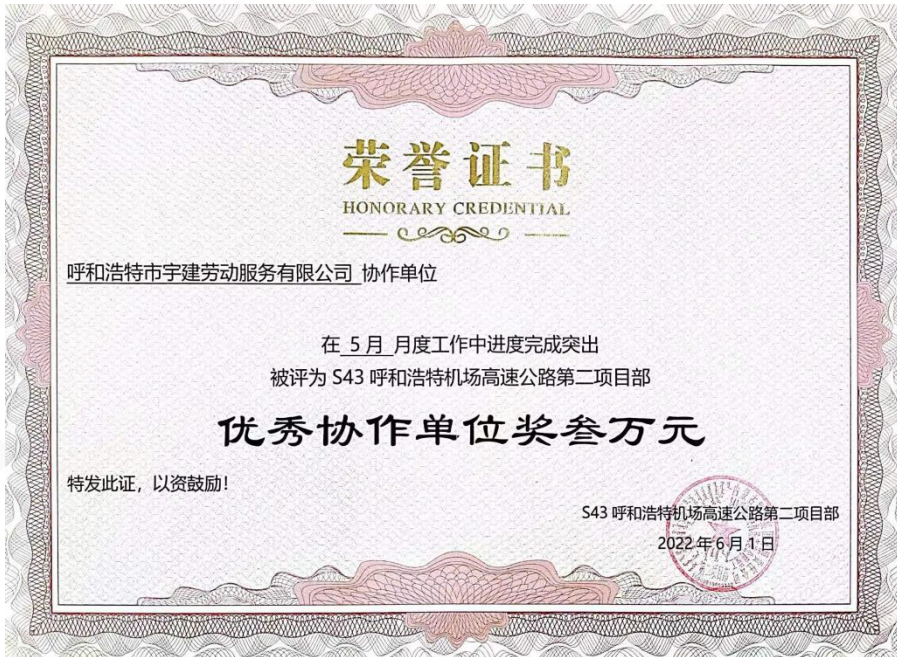 荣誉证书
HONORARY CREDENTIAL
呼和浩特市宇建劳动服务有限公司 协作单位
在 5月 月度工作中进度完成突出
被评为 S43 呼和浩特机场高速公路第二项目部
优秀协作单位奖叁万元
特发此证，以资鼓励！
S43 呼和浩特机场高速公路第二项目部
2022 年 6 月 1 日